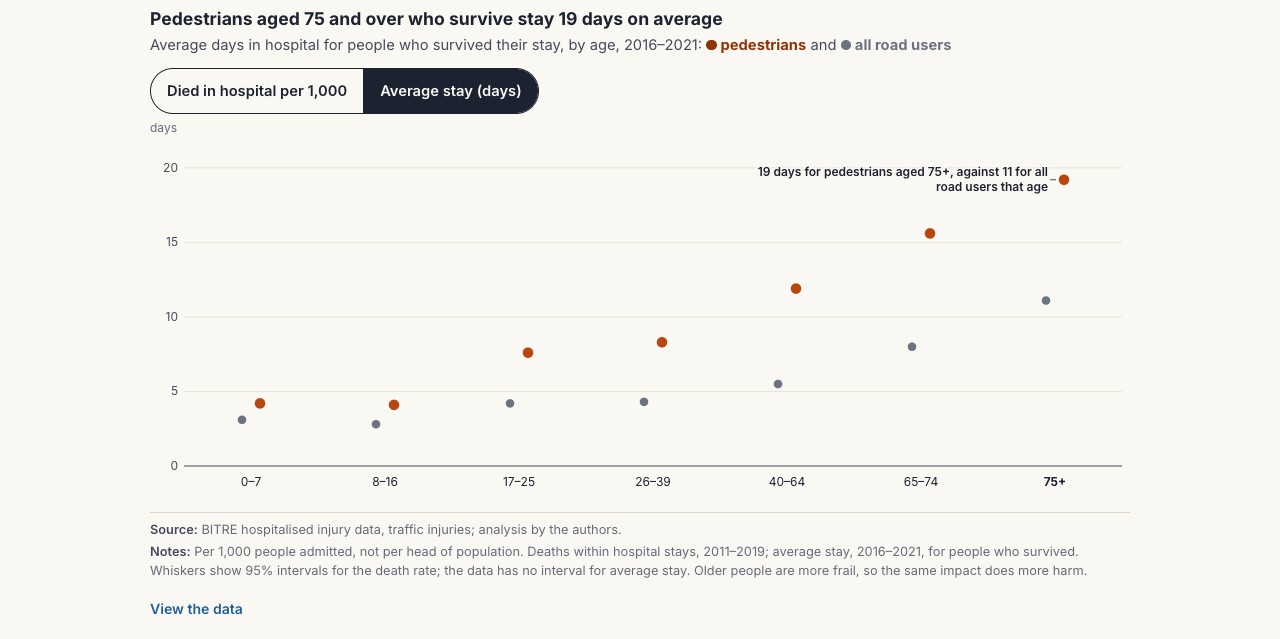 Pedestrians aged 75 and over who survive stay 19 days on average
Average days in hospital for people who survived their stay, by age, 2016–2021: pedestrians and all road users
Died in hospital per 1,000
Average stay (days)
days
20
19 days for pedestrians aged 75+, against 11 for all
road users that age
15
10
5
0
0–7 8–16 17–25 26–39 40–64 65–74 75+
Source: BITRE hospitalised injury data, traffic injuries; analysis by the authors.
Notes: Per 1,000 people admitted, not per head of population. Deaths within hospital stays, 2011–2019; average stay, 2016–2021, for people who survived.
Whiskers show 95% intervals for the death rate; the data has no interval for average stay. Older people are more frail, so the same impact does more harm.
View the data